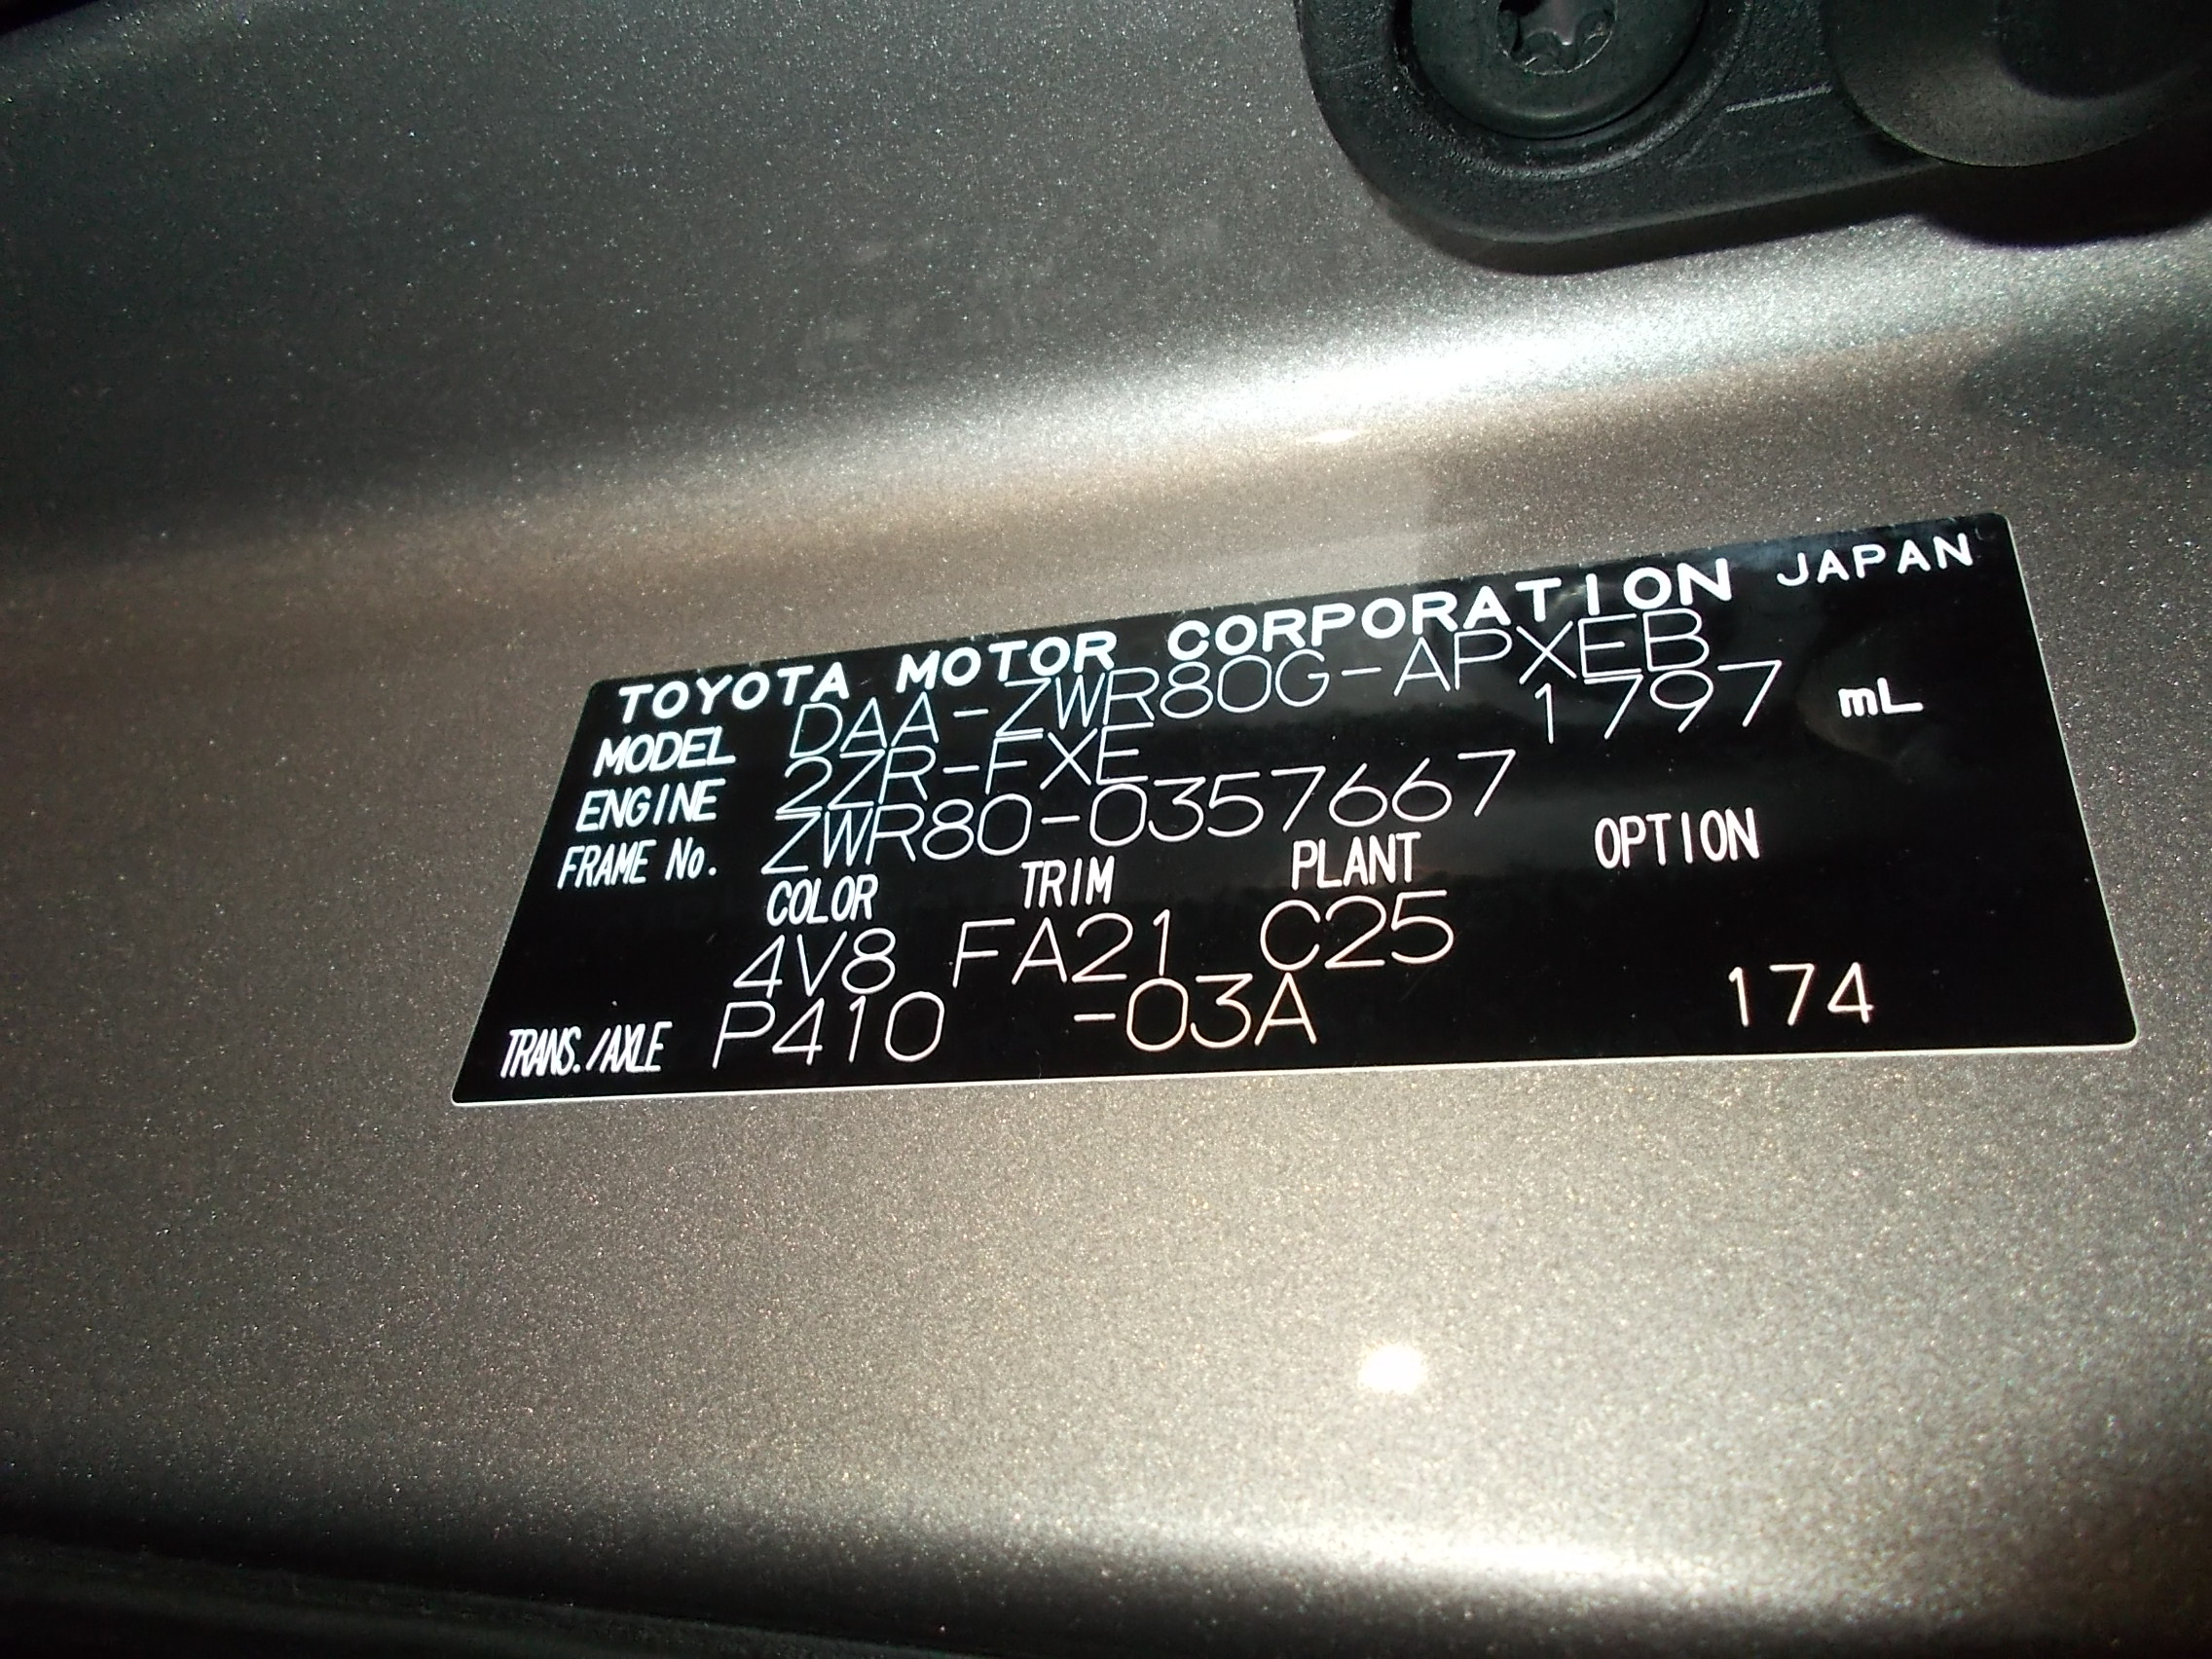 TOYOTA MOTOR CORPORATION JAPAN
MODEL DAA-ZWR80G-APXEB
ENGINE 2ZR-FXE 1797 mL
FRAME No. ZWR80-0357667
COLOR TRIM PLANT OPTION
4V8 FA21 C25
TRANS./AXLE P410 -03A 174